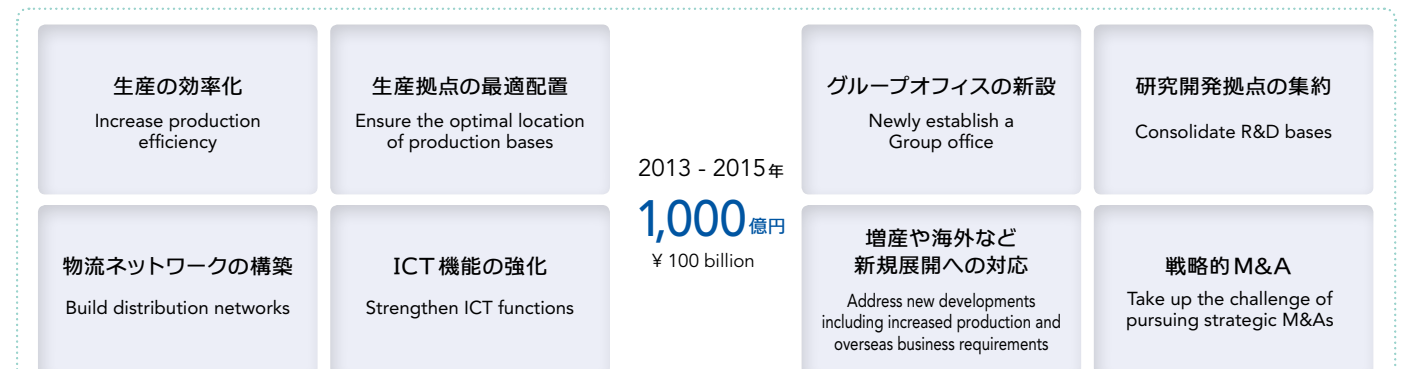 生産の効率化
Increase production
efficiency
生産拠点の最適配置
Ensure the optimal location
of production bases
物流ネットワークの構築
Build distribution networks
ICT機能の強化
Strengthen ICT functions
2013 - 2015年
1,000億円
¥ 100 billion
グループオフィスの新設
Newly establish a
Group office
研究開発拠点の集約
Consolidate R&D bases
増産や海外など
新規展開への対応
Address new developments
including increased production and
overseas business requirements
戦略的M&A
Take up the challenge of
pursuing strategic M&As